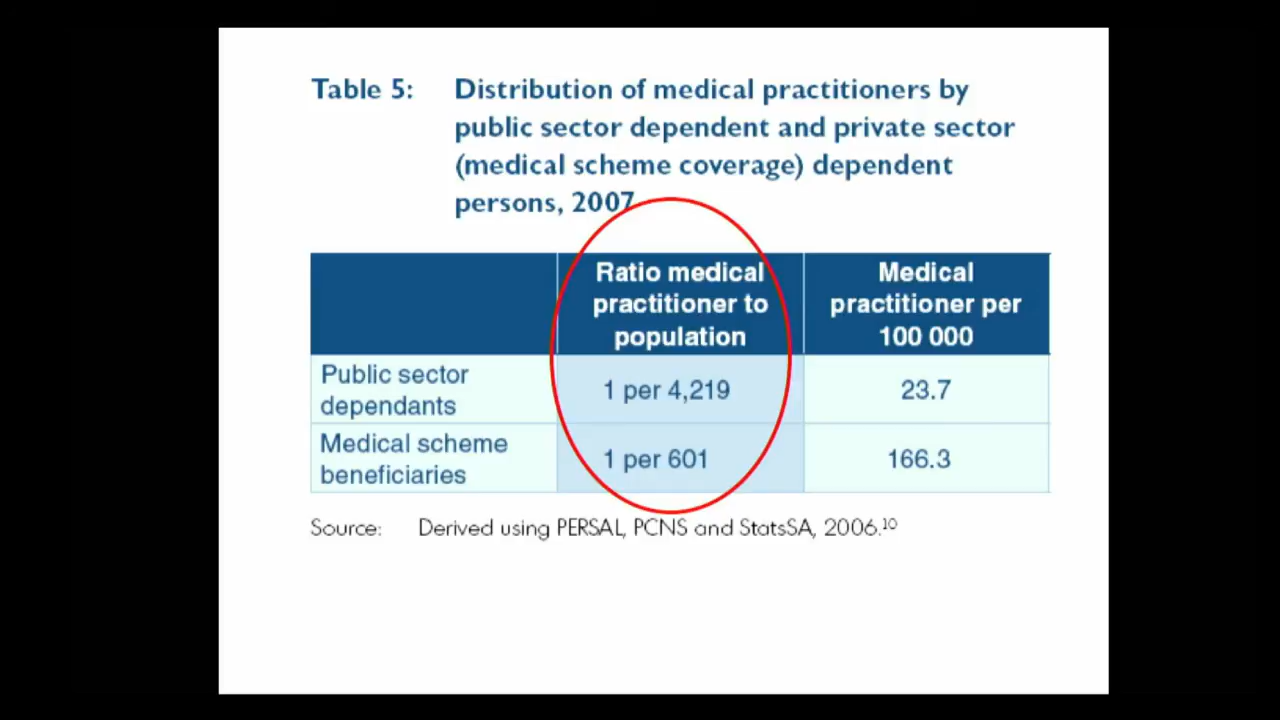 Table 5: Distribution of medical practitioners by
public sector dependent and private sector
(medical scheme coverage) dependent
persons, 2007
Ratio medical
practitioner to
population
Medical
practitioner per
100 000
Public sector
dependants
1 per 4,219
23.7
Medical scheme
beneficiaries
1 per 601
166.3
Source: Derived using PERSAL, PCNS and StatsSA, 2006.¹⁰